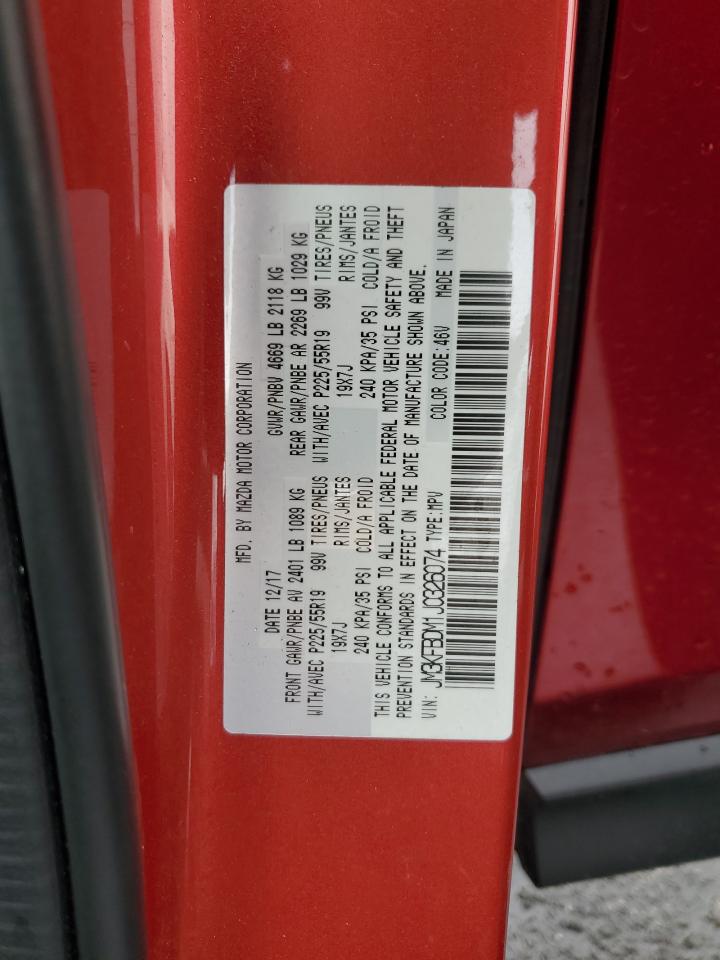 MFD. BY MAZDA MOTOR CORPORATION
DATE 12/17 GVWR/PNBV 4669 LB 2118 KG
FRONT GAWR/PNBE AV 2401 LB 1089 KG REAR GAWR/PNBE AR 2269 LB 1029 KG
WITH/AVEC P225/55R19 99V TIRES/PNEUS WITH/AVEC P225/55R19 99V TIRES/PNEUS
19X7J RIMS/JANTES 19X7J RIMS/JANTES
240 KPA/35 PSI COLD/A FROID 240 KPA/35 PSI COLD/A FROID
THIS VEHICLE CONFORMS TO ALL APPLICABLE FEDERAL MOTOR VEHICLE SAFETY AND THEFT
PREVENTION STANDARDS IN EFFECT ON THE DATE OF MANUFACTURE SHOWN ABOVE.
VIN: JM3KFBDM1J0326074 TYPE:MPV COLOR CODE:46V MADE IN JAPAN